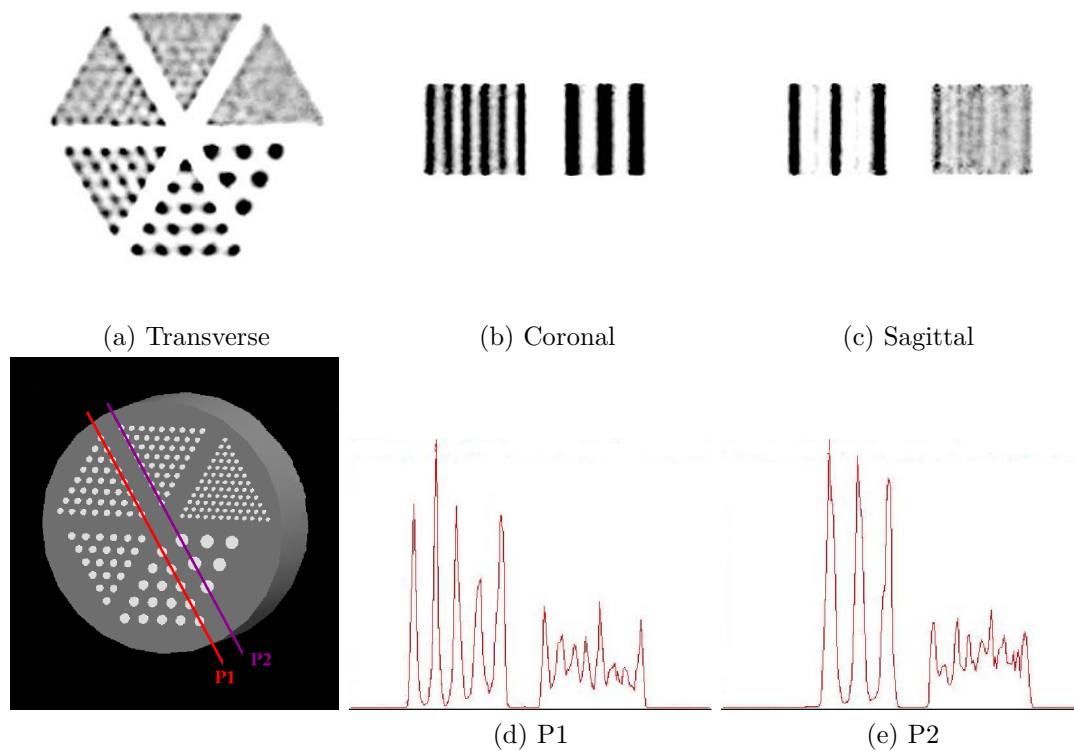 (a) Transverse
(b) Coronal
(c) Sagittal
P1
P2
(d) P1
(e) P2